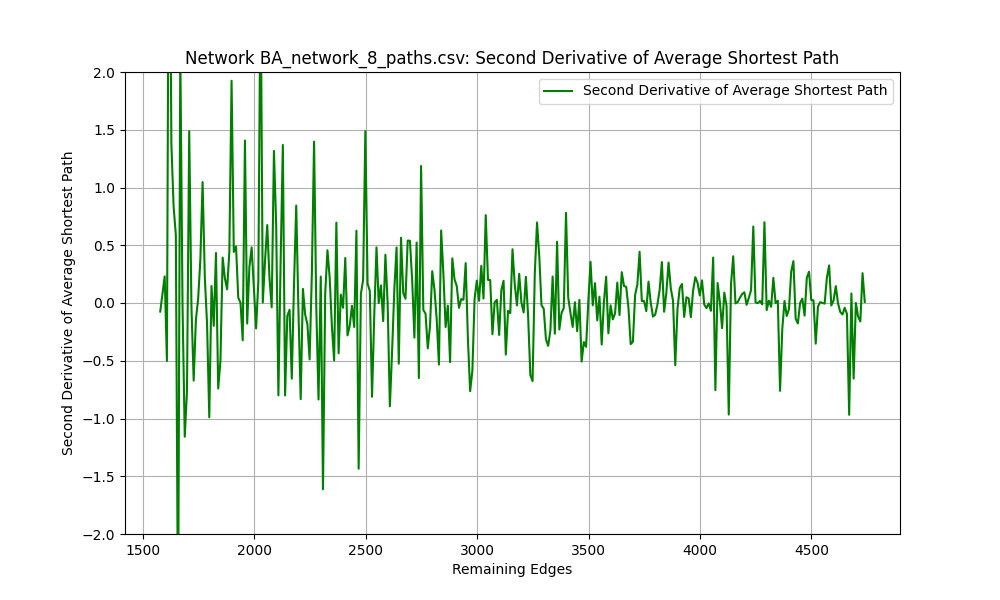 Network BA_network_8_paths.csv: Second Derivative of Average Shortest Path
Second Derivative of Average Shortest Path
2.0
1.5
1.0
0.5
0.0
−0.5
−1.0
−1.5
−2.0
Second Derivative of Average Shortest Path
1500 2000 2500 3000 3500 4000 4500
Remaining Edges